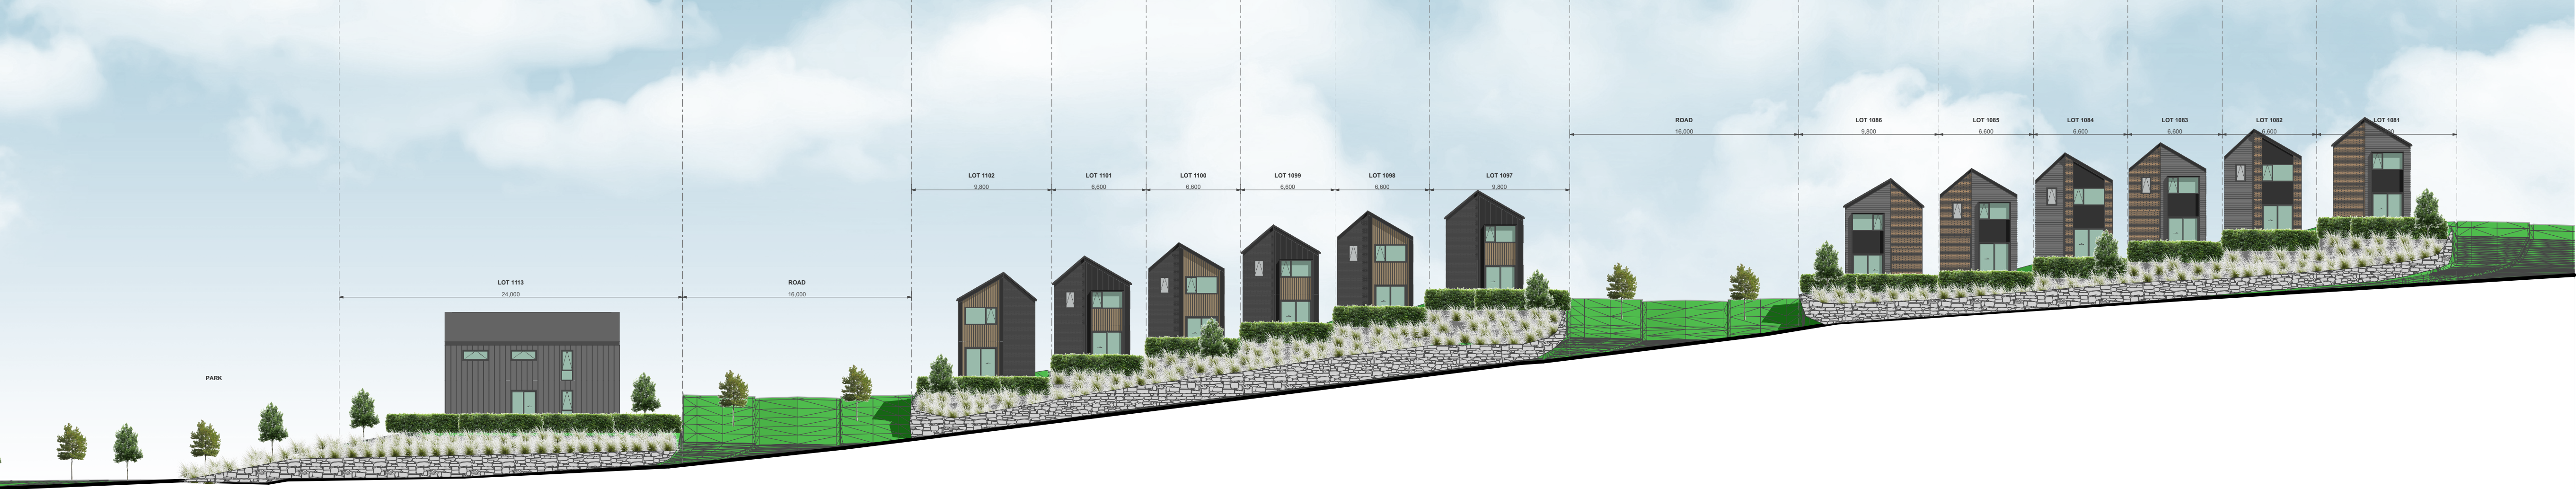 PARK
LOT 1113
24,000
ROAD
16,000
LOT 1102
9,800
LOT 1101
6,600
LOT 1100
6,600
LOT 1099
6,600
LOT 1098
6,600
LOT 1097
9,800
ROAD
16,000
LOT 1086
9,800
LOT 1085
6,600
LOT 1084
6,600
LOT 1083
6,600
LOT 1082
6,600
LOT 1081